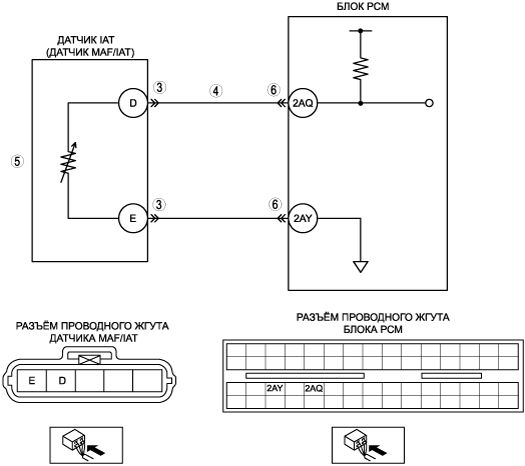 БЛОК PCM
ДАТЧИК IAT
(ДАТЧИК MAF/IAT)
3
4
6
D
2AQ
5
3
6
E
2AY
РАЗЪЁМ ПРОВОДНОГО ЖГУТА
ДАТЧИКА MAF/IAT
РАЗЪЁМ ПРОВОДНОГО ЖГУТА
БЛОКА PCM
E D
2AY 2AQ